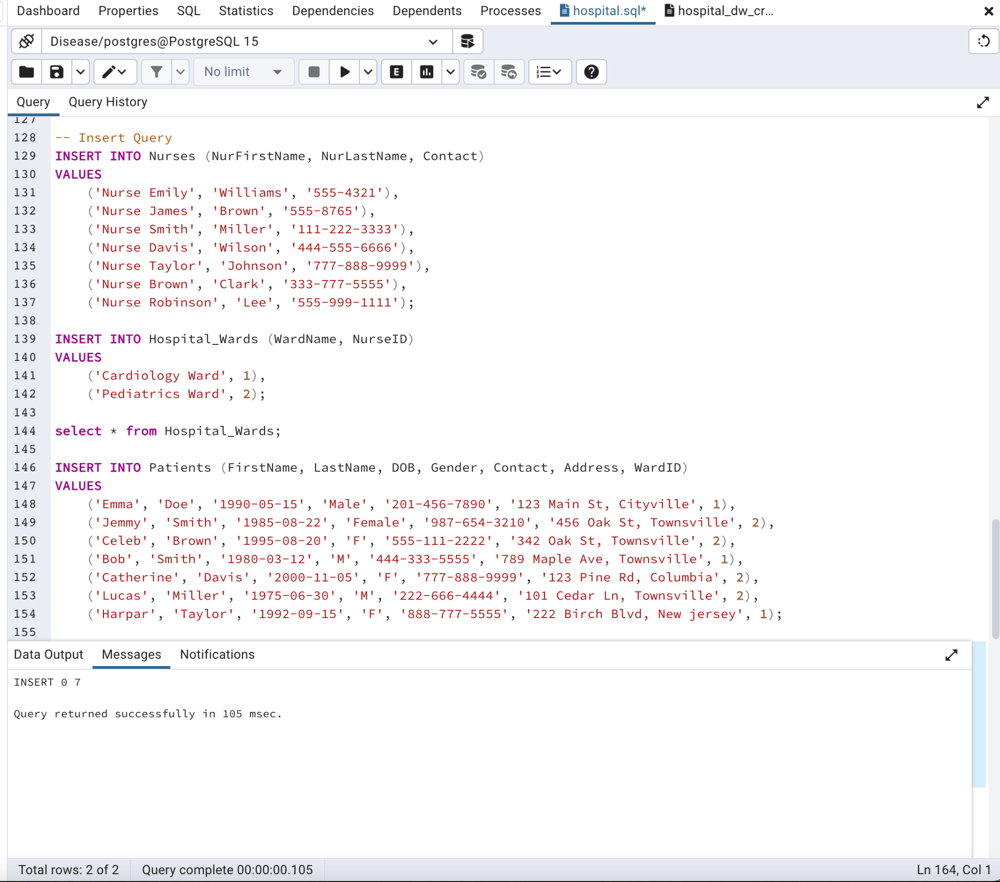 Dashboard Properties SQL Statistics Dependencies Dependents Processes hospital.sql* hospital_dw_cr...
Disease/postgres@PostgreSQL 15
No limit E
Query Query History
127
128 -- Insert Query
129 INSERT INTO Nurses (NurFirstName, NurLastName, Contact)
130 VALUES
131 ('Nurse Emily', 'Williams', '555-4321'),
132 ('Nurse James', 'Brown', '555-8765'),
133 ('Nurse Smith', 'Miller', '111-222-3333'),
134 ('Nurse Davis', 'Wilson', '444-555-6666'),
135 ('Nurse Taylor', 'Johnson', '777-888-9999'),
136 ('Nurse Brown', 'Clark', '333-777-5555'),
137 ('Nurse Robinson', 'Lee', '555-999-1111');
138
139 INSERT INTO Hospital_Wards (WardName, NurseID)
140 VALUES
141 ('Cardiology Ward', 1),
142 ('Pediatrics Ward', 2);
143
144 select * from Hospital_Wards;
145
146 INSERT INTO Patients (FirstName, LastName, DOB, Gender, Contact, Address, WardID)
147 VALUES
148 ('Emma', 'Doe', '1990-05-15', 'Male', '201-456-7890', '123 Main St, Cityville', 1),
149 ('Jemmy', 'Smith', '1985-08-22', 'Female', '987-654-3210', '456 Oak St, Townsville', 2),
150 ('Celeb', 'Brown', '1995-08-20', 'F', '555-111-2222', '342 Oak St, Townsville', 2),
151 ('Bob', 'Smith', '1980-03-12', 'M', '444-333-5555', '789 Maple Ave, Townsville', 1),
152 ('Catherine', 'Davis', '2000-11-05', 'F', '777-888-9999', '123 Pine Rd, Columbia', 2),
153 ('Lucas', 'Miller', '1975-06-30', 'M', '222-666-4444', '101 Cedar Ln, Townsville', 2),
154 ('Harpar', 'Taylor', '1992-09-15', 'F', '888-777-5555', '222 Birch Blvd, New jersey', 1);
155
Data Output Messages Notifications
INSERT 0 7
Query returned successfully in 105 msec.
Total rows: 2 of 2 Query complete 00:00:00.105 Ln 164, Col 1